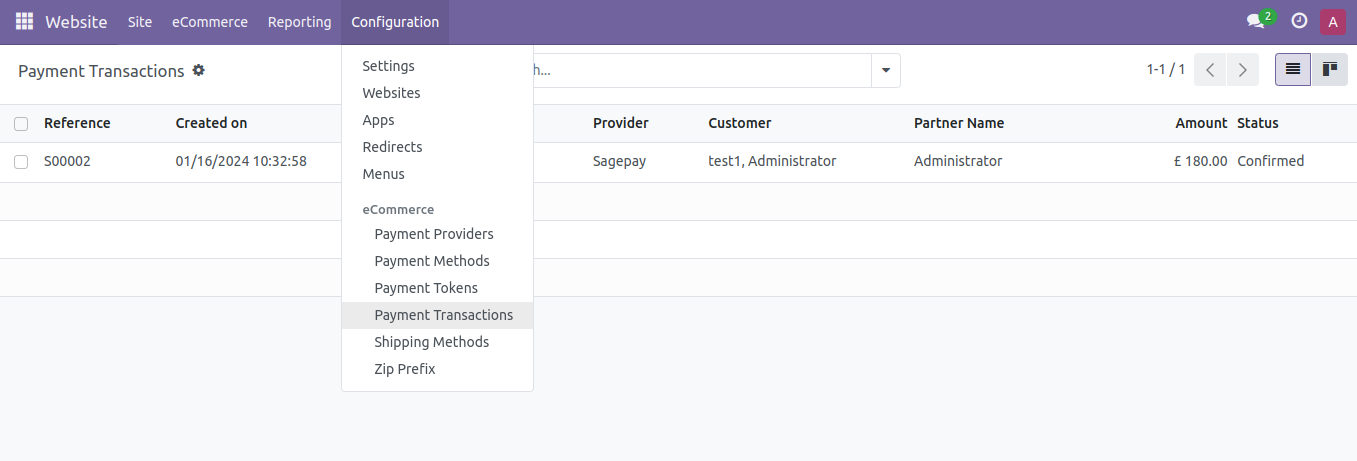 Website Site eCommerce Reporting Configuration 2 A
Payment Transactions h... 1-1 / 1
Settings
Websites
Apps
Redirects
Menus
eCommerce
Payment Providers
Payment Methods
Payment Tokens
Payment Transactions
Shipping Methods
Zip Prefix
Reference Created on Provider Customer Partner Name Amount Status
S00002 01/16/2024 10:32:58 Sagepay test1, Administrator Administrator £ 180.00 Confirmed